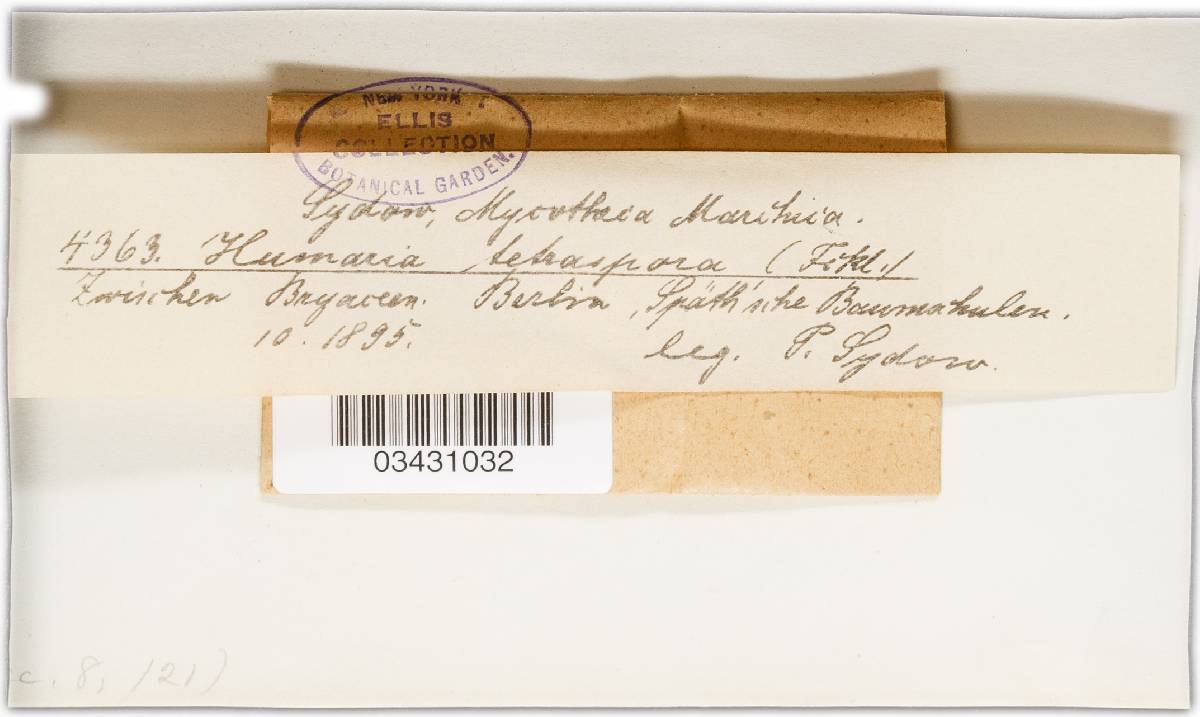 NEW YORK
ELLIS
COLLECTION
BOTANICAL GARDEN.
Sydow, Mycotheca Marchica.
4363. Humaria tetraspora (Fckl.)
Zwischen Bryaceen. Berlin, Späth'sche Baumschulen.
10. 1895. leg. P. Sydow.
03431032
c. 8, 121)